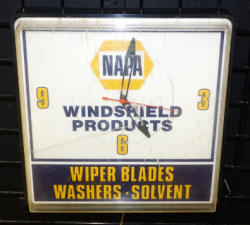 NAPA
9
3
WINDSHIELD
PRODUCTS
6
WIPER BLADES
WASHERS · SOLVENT